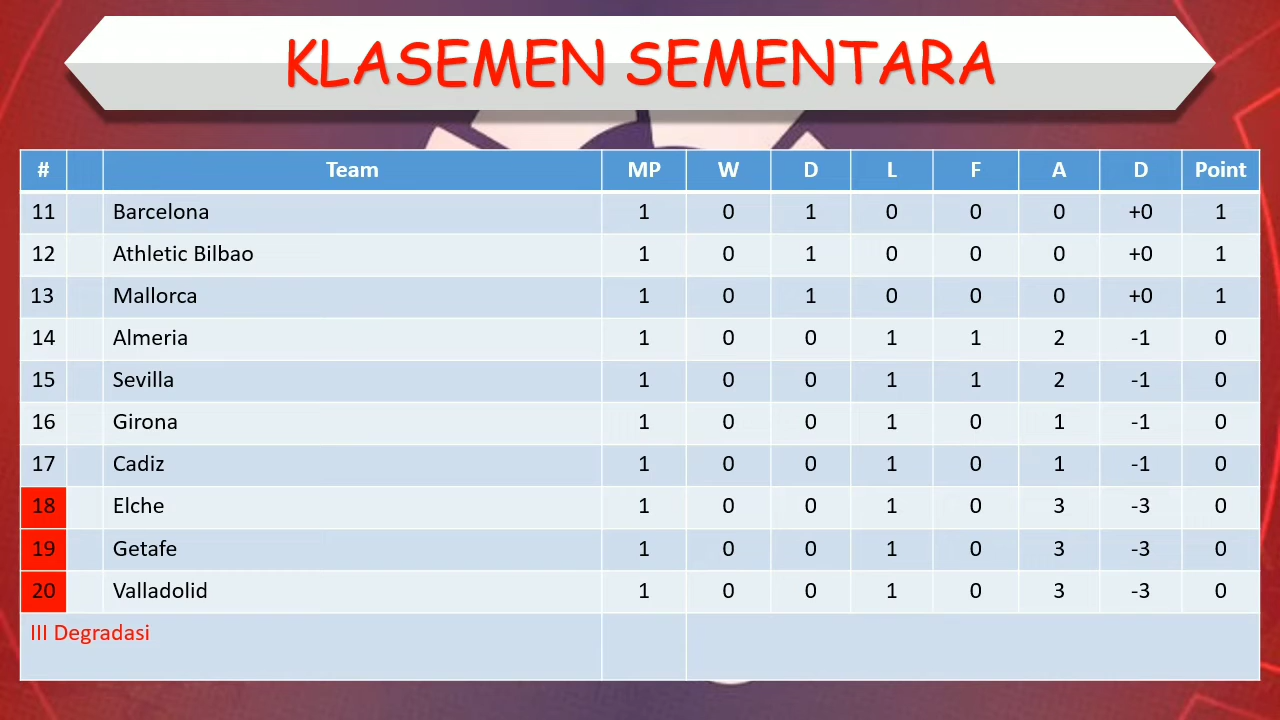 KLASEMEN SEMENTARA
# Team MP W D L F A D Point
11 Barcelona 1 0 1 0 0 0 +0 1
12 Athletic Bilbao 1 0 1 0 0 0 +0 1
13 Mallorca 1 0 1 0 0 0 +0 1
14 Almeria 1 0 0 1 1 2 -1 0
15 Sevilla 1 0 0 1 1 2 -1 0
16 Girona 1 0 0 1 0 1 -1 0
17 Cadiz 1 0 0 1 0 1 -1 0
18 Elche 1 0 0 1 0 3 -3 0
19 Getafe 1 0 0 1 0 3 -3 0
20 Valladolid 1 0 0 1 0 3 -3 0
III Degradasi